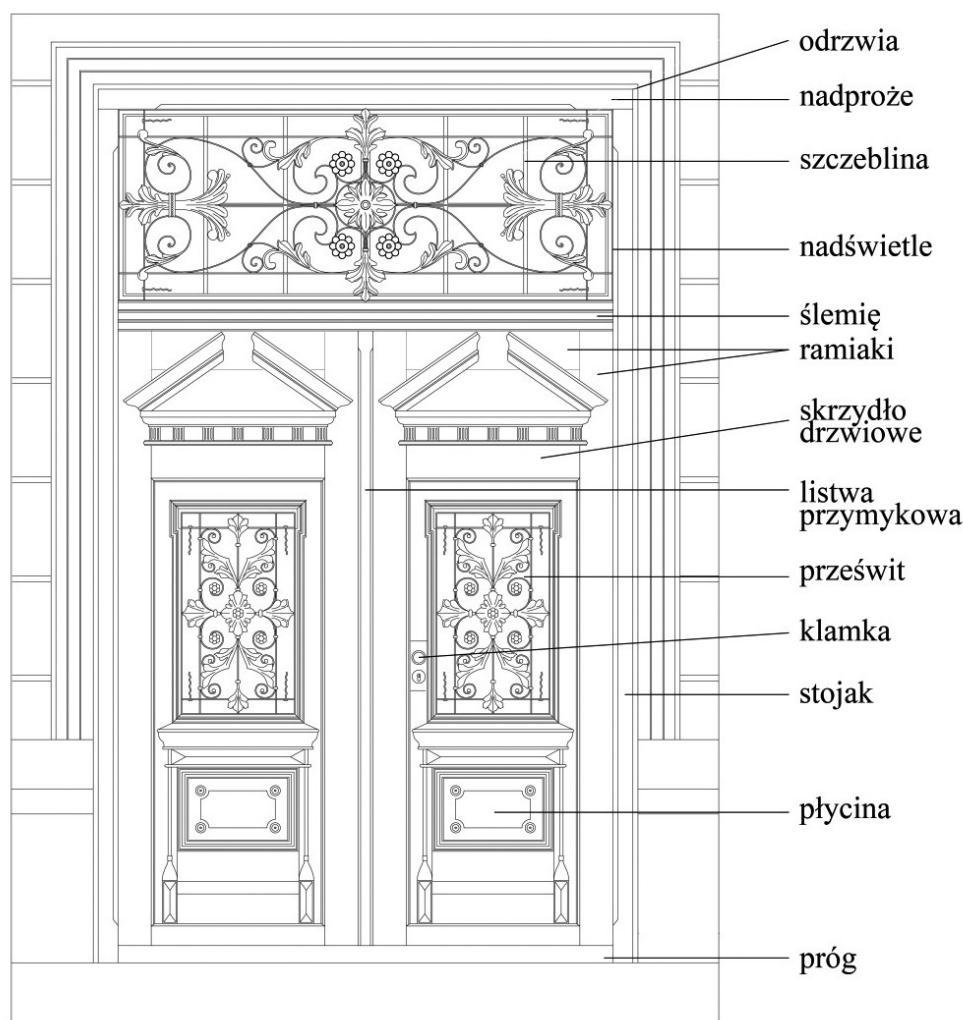 odrzwia
nadproże
szczeblina
nadświetle
ślemię
ramiaki
skrzydło
drzwiowe
listwa
przymykowa
prześwit
klamka
stojak
płycina
próg